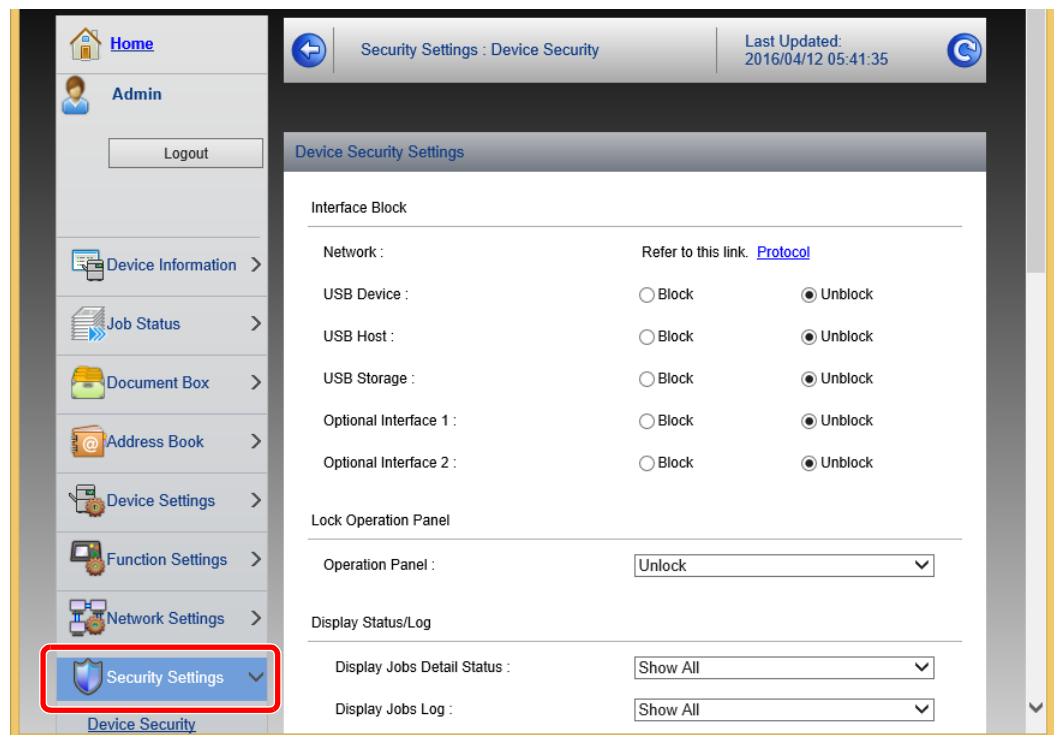 Home
Admin
Logout
Device Information
Job Status
Document Box
Address Book
Device Settings
Function Settings
Network Settings
Security Settings
Device Security
Security Settings : Device Security
Last Updated:
2016/04/12 05:41:35
Device Security Settings
Interface Block
Network : Refer to this link. Protocol
USB Device : Block Unblock
USB Host : Block Unblock
USB Storage : Block Unblock
Optional Interface 1 : Block Unblock
Optional Interface 2 : Block Unblock
Lock Operation Panel
Operation Panel : Unlock
Display Status/Log
Display Jobs Detail Status : Show All
Display Jobs Log : Show All